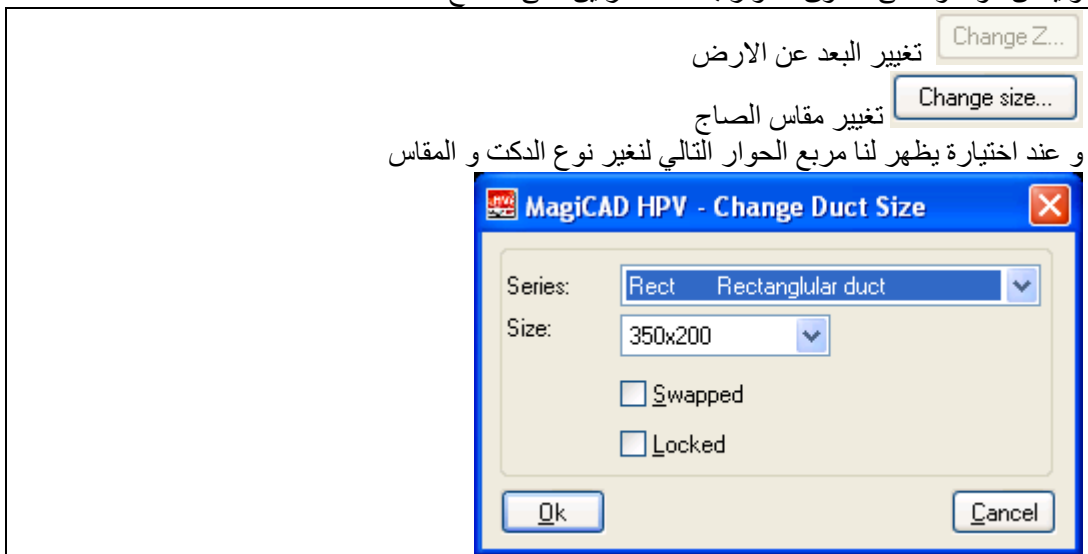 Change Z...
تغيير البعد عن الارض
Change size...
تغيير مقاس الصاج
و عند اختيارة يظهر لنا مربع الحوار التالي لنغير نوع الدكت و المقاس
MagiCAD HPV - Change Duct Size
Series: Rect Rectanglular duct
Size: 350x200
Swapped
Locked
Ok Cancel